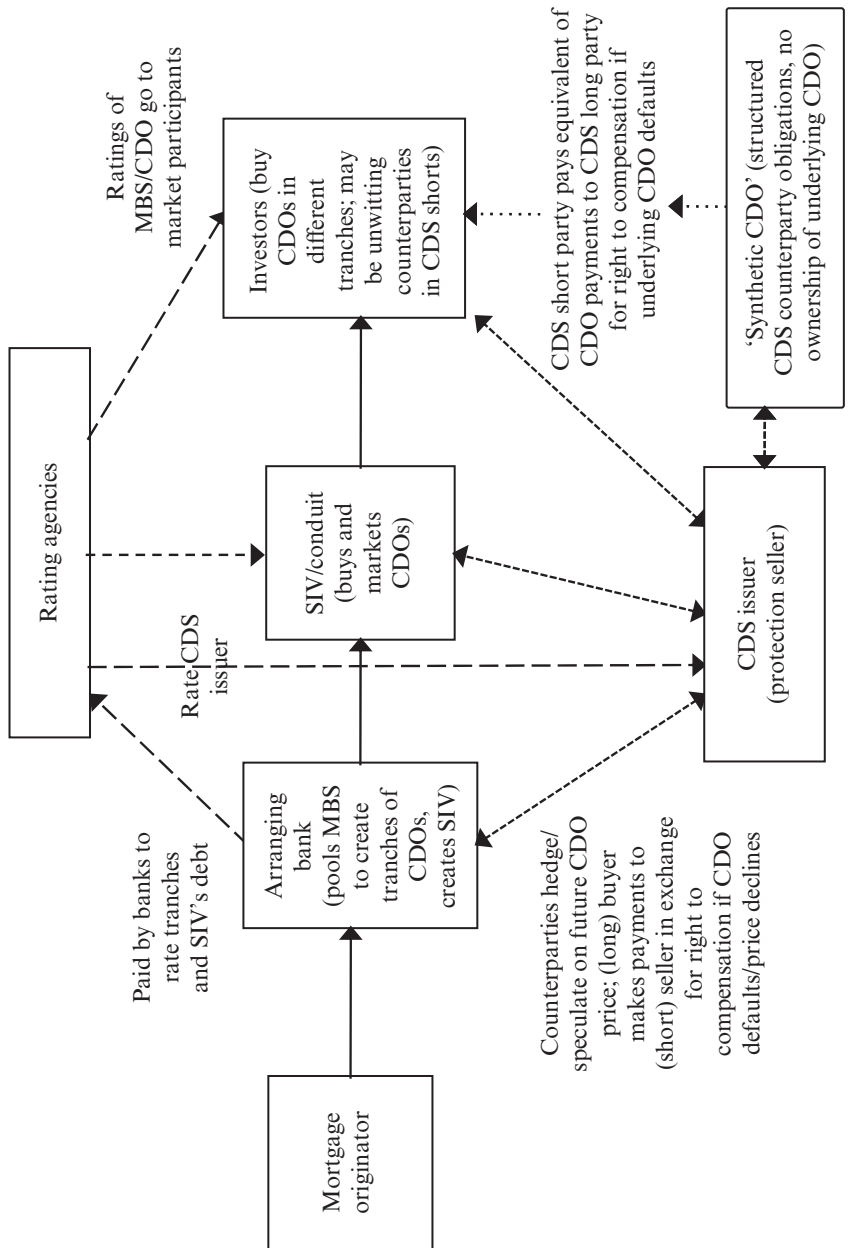 Rating agencies
Paid by banks to
rate tranches
and SIV’s debt
Rate CDS
issuer
Ratings of
MBS/CDO go to
market participants
Mortgage
originator
Arranging
bank
(pools MBS
to create
tranches of
CDOs,
creates SIV)
SIV/conduit
(buys and
markets
CDOs)
Investors (buy
CDOs in
different
tranches; may
be unwitting
counterparties
in CDS shorts)
Counterparties hedge/
speculate on future CDO
price; (long) buyer
makes payments to
(short) seller in exchange
for right to
compensation if CDO
defaults/price declines
CDS short party pays equivalent of
CDO payments to CDS long party
for right to compensation if
underlying CDO defaults
CDS issuer
(protection seller)
‘Synthetic CDO’ (structured
CDS counterparty obligations, no
ownership of underlying CDO)